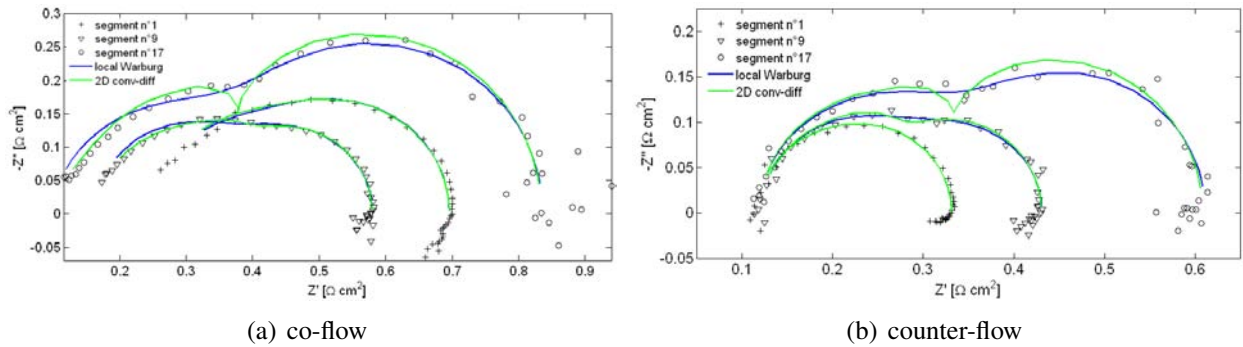 0.3
0.25
0.2
0.15
0.1
0.05
0
-0.05
-Z'' [Ω cm²]
+ segment n°1
▽ segment n°9
○ segment n°17
local Warburg
2D conv-diff
0.2 0.3 0.4 0.5 0.6 0.7 0.8 0.9
Z' [Ω cm²]
(a) co-flow
0.2
0.15
0.1
0.05
0
-0.05
-Z'' [Ω cm²]
+ segment n°1
▽ segment n°9
○ segment n°17
local Warburg
2D conv-diff
0.1 0.2 0.3 0.4 0.5 0.6
Z' [Ω cm²]
(b) counter-flow